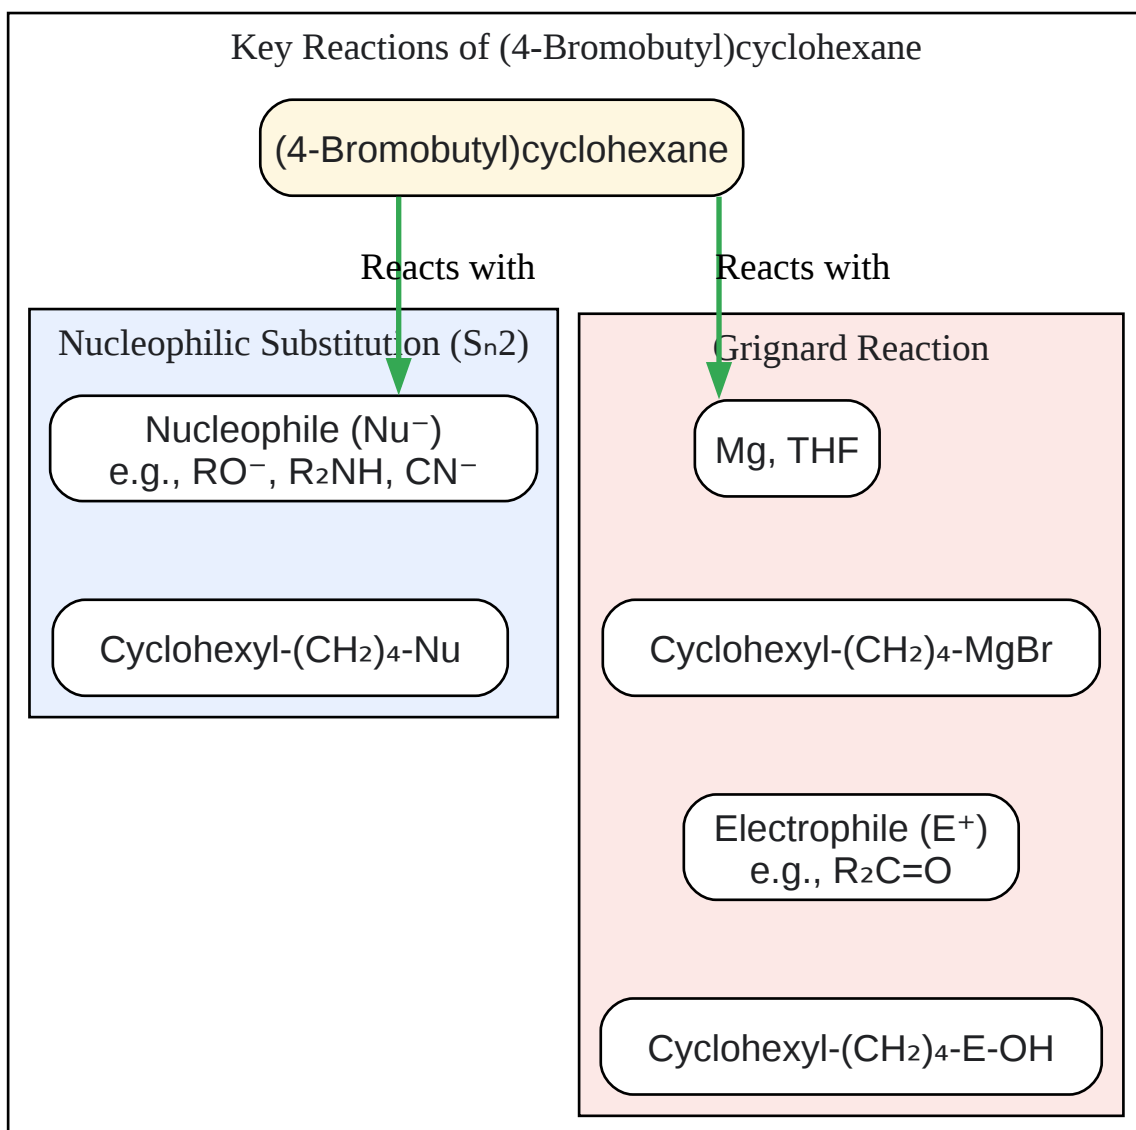 Key Reactions of (4-Bromobutyl)cyclohexane
(4-Bromobutyl)cyclohexane
Reacts with
Reacts with
Nucleophilic Substitution (Sₙ2)
Nucleophile (Nu⁻)
e.g., RO⁻, R₂NH, CN⁻
Cyclohexyl-(CH₂)₄-Nu
Grignard Reaction
Mg, THF
Cyclohexyl-(CH₂)₄-MgBr
Electrophile (E⁺)
e.g., R₂C=O
Cyclohexyl-(CH₂)₄-E-OH